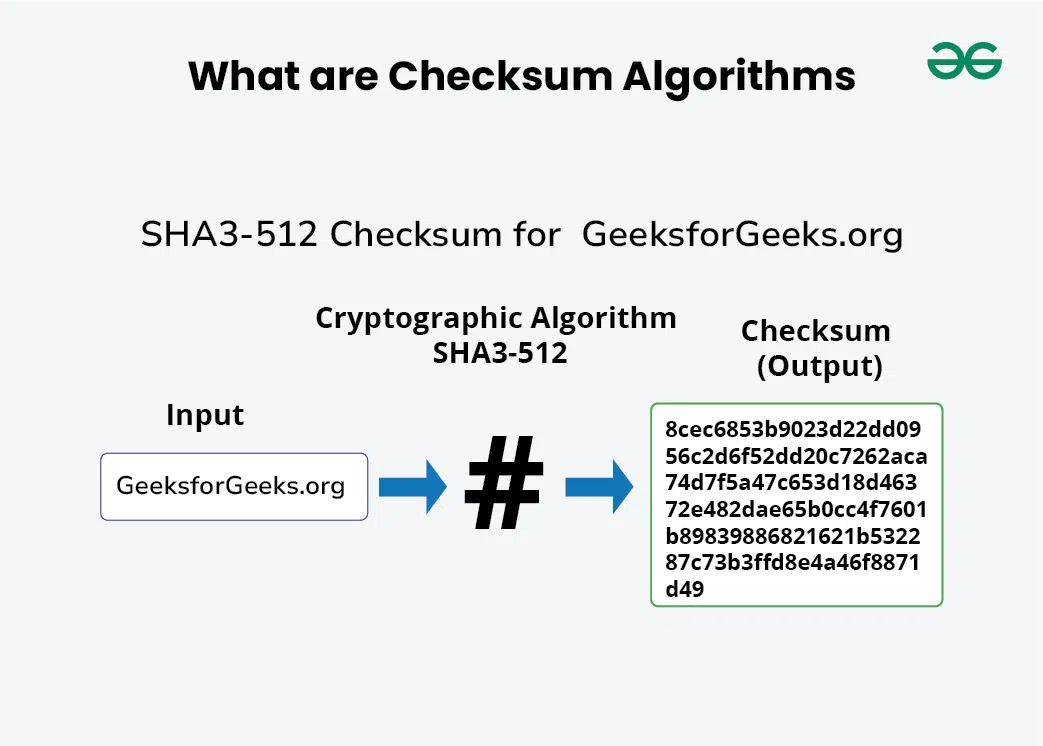 What are Checksum Algorithms
SHA3-512 Checksum for GeeksforGeeks.org
Cryptographic Algorithm
SHA3-512
Checksum
(Output)
Input
GeeksforGeeks.org
#
8cec6853b9023d22dd09
56c2d6f52dd20c7262aca
74d7f5a47c653d18d463
72e482dae65b0cc4f7601
b89839886821621b5322
87c73b3ffd8e4a46f8871
d49